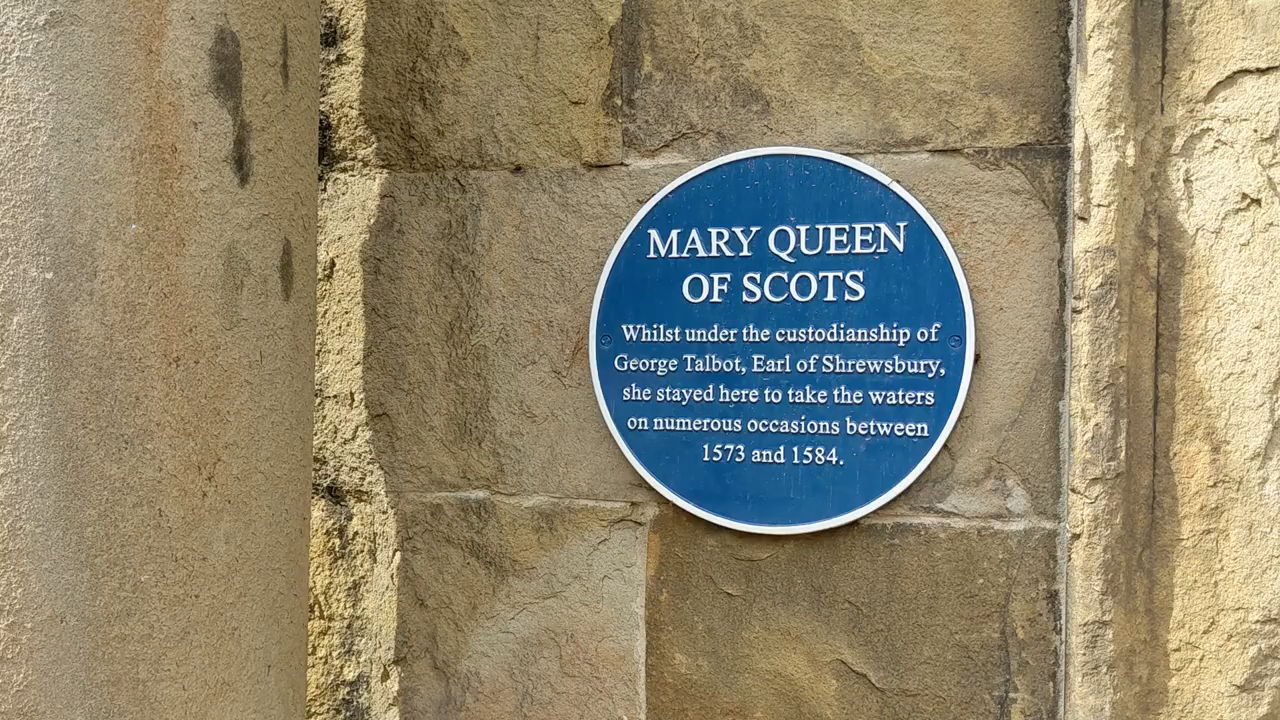 MARY QUEEN
OF SCOTS
Whilst under the custodianship of
George Talbot, Earl of Shrewsbury,
she stayed here to take the waters
on numerous occasions between
1573 and 1584.